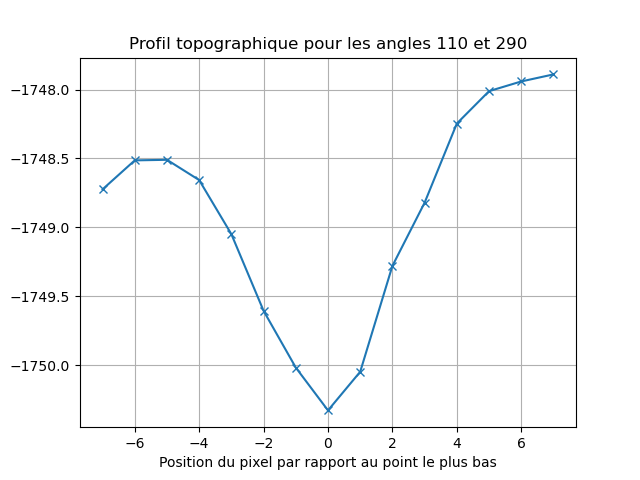 Profil topographique pour les angles 110 et 290
−1748.0
−1748.5
−1749.0
−1749.5
−1750.0
−6 −4 −2 0 2 4 6
Position du pixel par rapport au point le plus bas